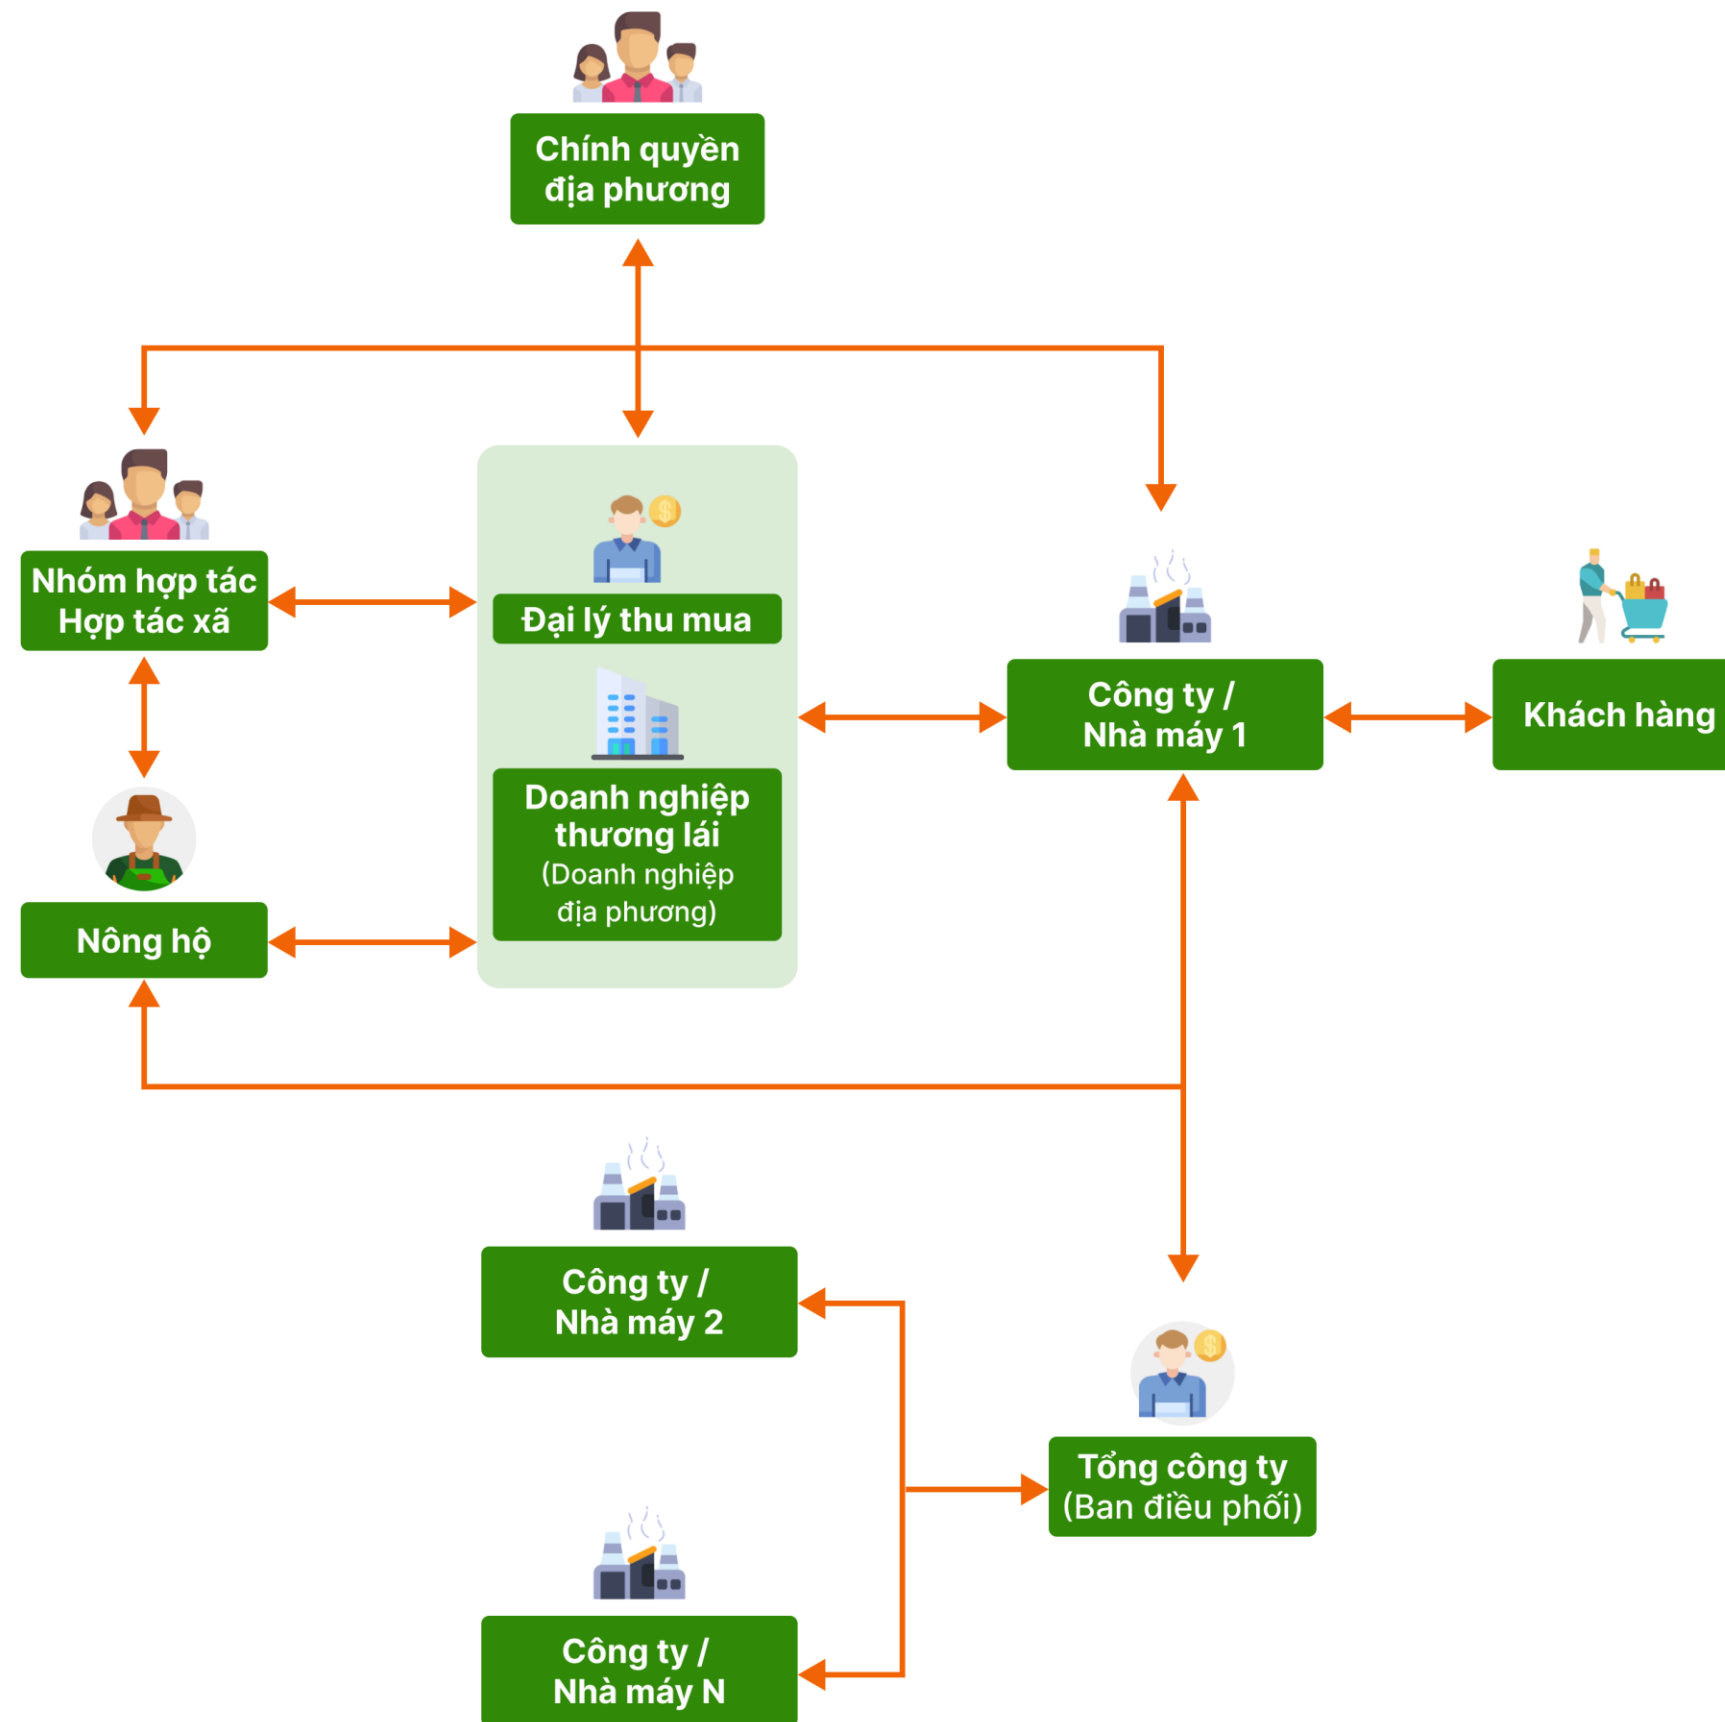 Chính quyền
địa phương
Nhóm hợp tác
Hợp tác xã
Đại lý thu mua
Doanh nghiệp
thương lái
(Doanh nghiệp
địa phương)
Công ty /
Nhà máy 1
Khách hàng
Nông hộ
Công ty /
Nhà máy 2
Tổng công ty
(Ban điều phối)
Công ty /
Nhà máy N